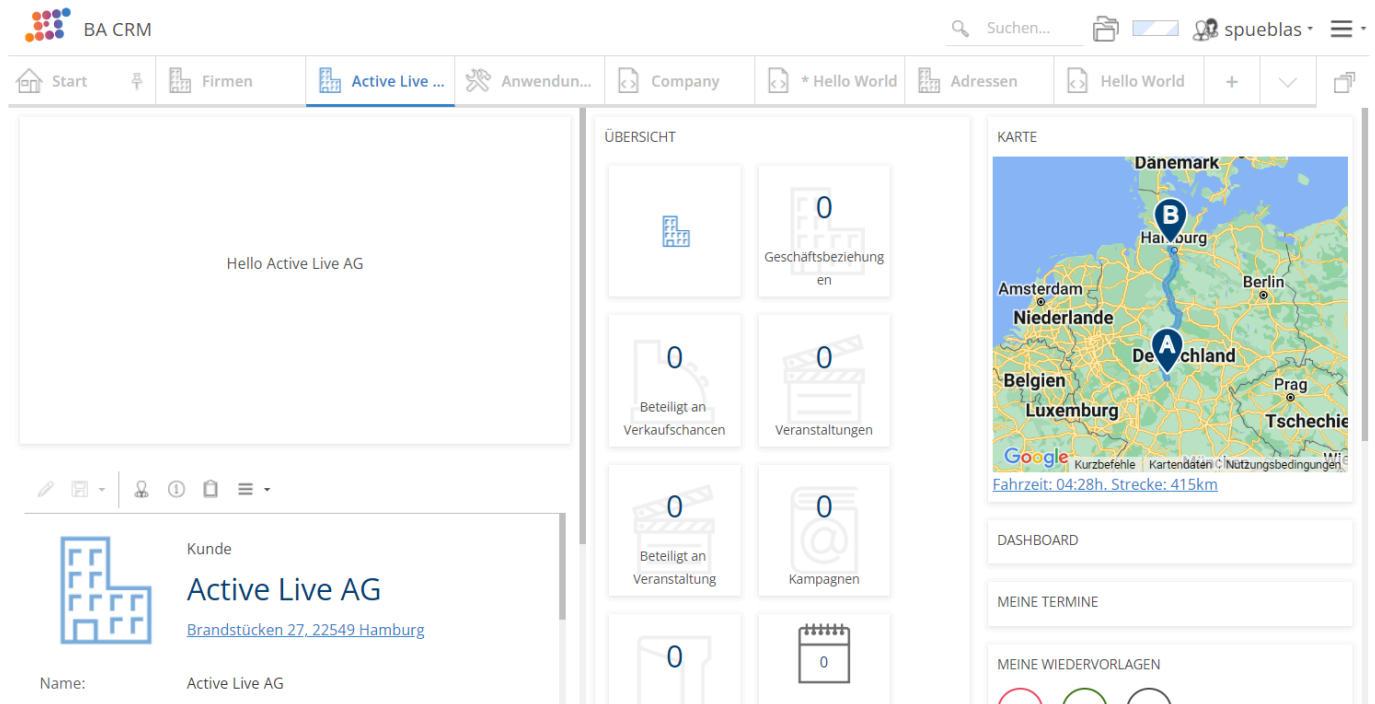 BA CRM
Suchen...
spueblas
Start
Firmen
Active Live ...
Anwendun...
Company
* Hello World
Adressen
Hello World
Hello Active Live AG
Kunde
Active Live AG
Brandstücken 27, 22549 Hamburg
Name:
Active Live AG
ÜBERSICHT
0
Geschäftsbeziehung
en
0
Beteiligt an
Verkaufschancen
0
Veranstaltungen
0
Beteiligt an
Veranstaltung
0
Kampagnen
0
0
KARTE
Dänemark
B
Hamburg
Amsterdam
Berlin
Niederlande
A
Deutschland
Belgien
Prag
Luxemburg
Tschechie
Google
Kurzbefehle
Kartendaten
Nutzungsbedingungen
Fahrzeit: 04:28h. Strecke: 415km
DASHBOARD
MEINE TERMINE
MEINE WIEDERVORLAGEN